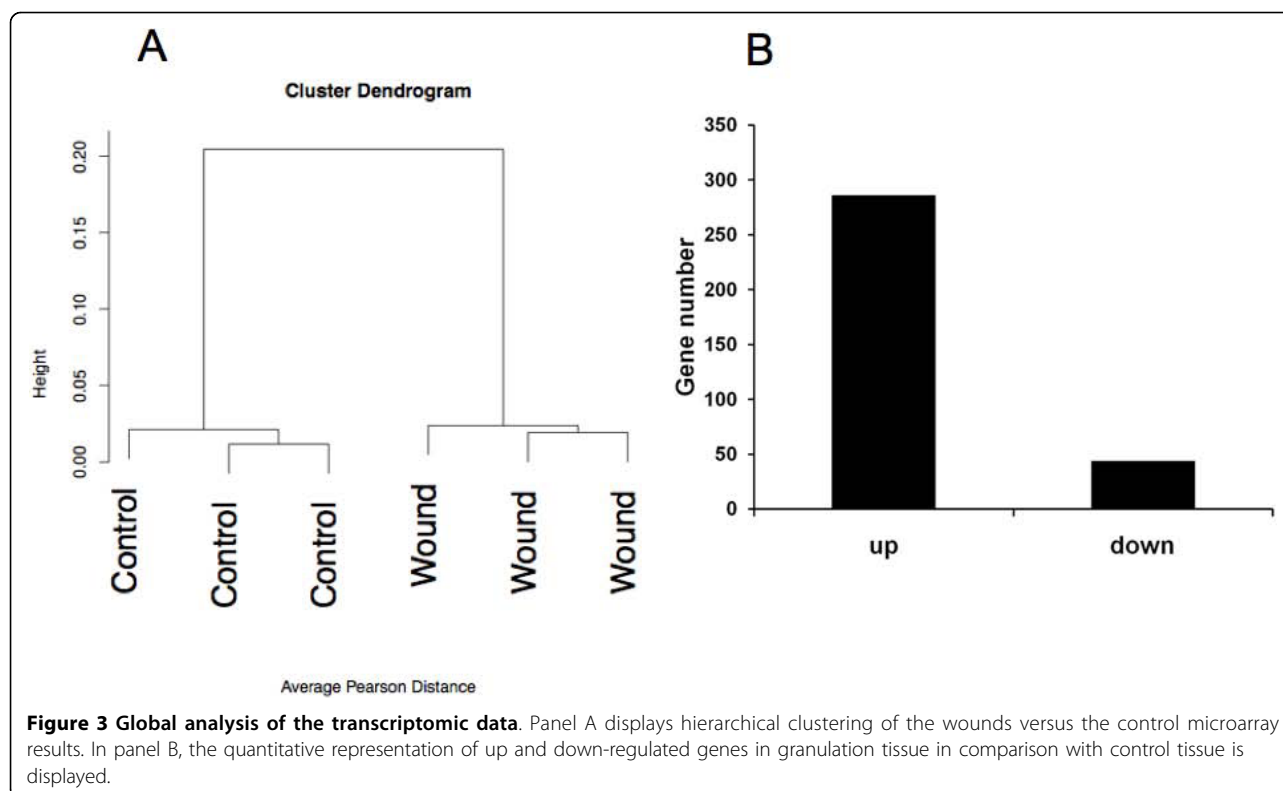 A
Cluster Dendrogram
Height
0.00
0.05
0.10
0.15
0.20
Control
Control
Control
Wound
Wound
Wound
Average Pearson Distance
B
Gene number
350
300
250
200
150
100
50
0
up
down
Figure 3 Global analysis of the transcriptomic data. Panel A displays hierarchical clustering of the wounds versus the control microarray
results. In panel B, the quantitative representation of up and down-regulated genes in granulation tissue in comparison with control tissue is
displayed.